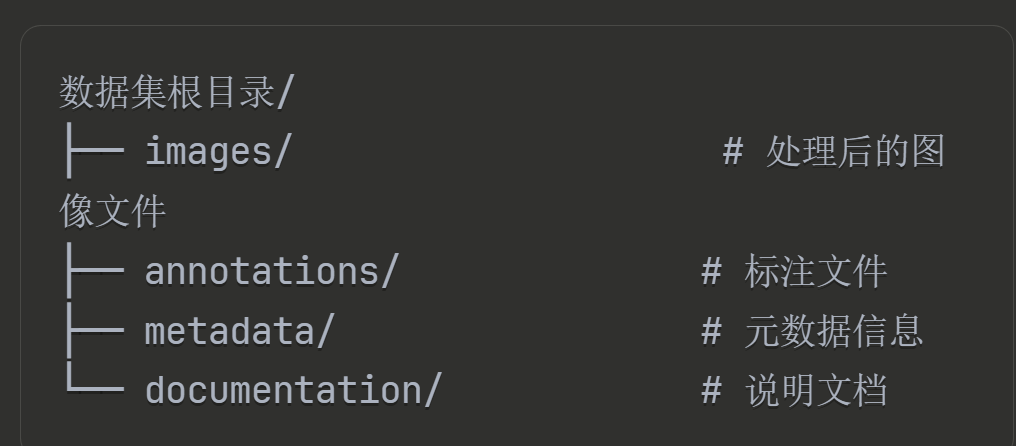 数据集根目录/
├── images/                    # 处理后的图
像文件
├── annotations/              # 标注文件
├── metadata/                 # 元数据信息
└── documentation/            # 说明文档